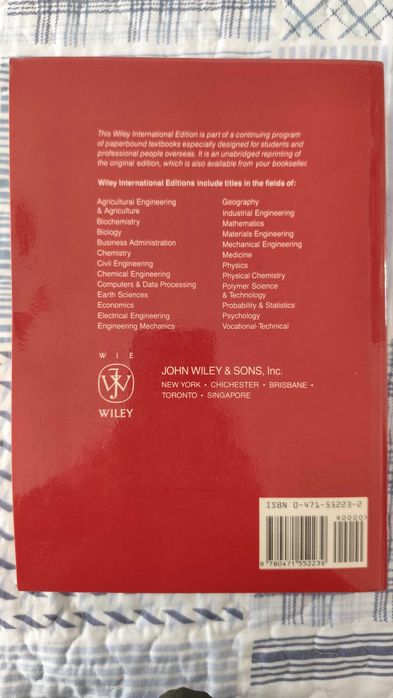 This Wiley International Edition is part of a continuing program
of paperbound textbooks especially designed for students and
professional people overseas. It is an unabridged reprinting of
the original edition, which is also available from your bookseller.
Wiley International Editions include titles in the fields of:
Agricultural Engineering
& Agriculture
Biochemistry
Biology
Business Administration
Chemistry
Civil Engineering
Chemical Engineering
Computers & Data Processing
Earth Sciences
Economics
Electrical Engineering
Engineering Mechanics
Geography
Industrial Engineering
Mathematics
Materials Engineering
Mechanical Engineering
Medicine
Physics
Physical Chemistry
Polymer Science
& Technology
Probability & Statistics
Psychology
Vocational-Technical
W I E
JW
WILEY
JOHN WILEY & SONS, Inc.
NEW YORK • CHICHESTER • BRISBANE •
TORONTO • SINGAPORE
ISBN 0-471-55223-2
90000>
9 780471 552239